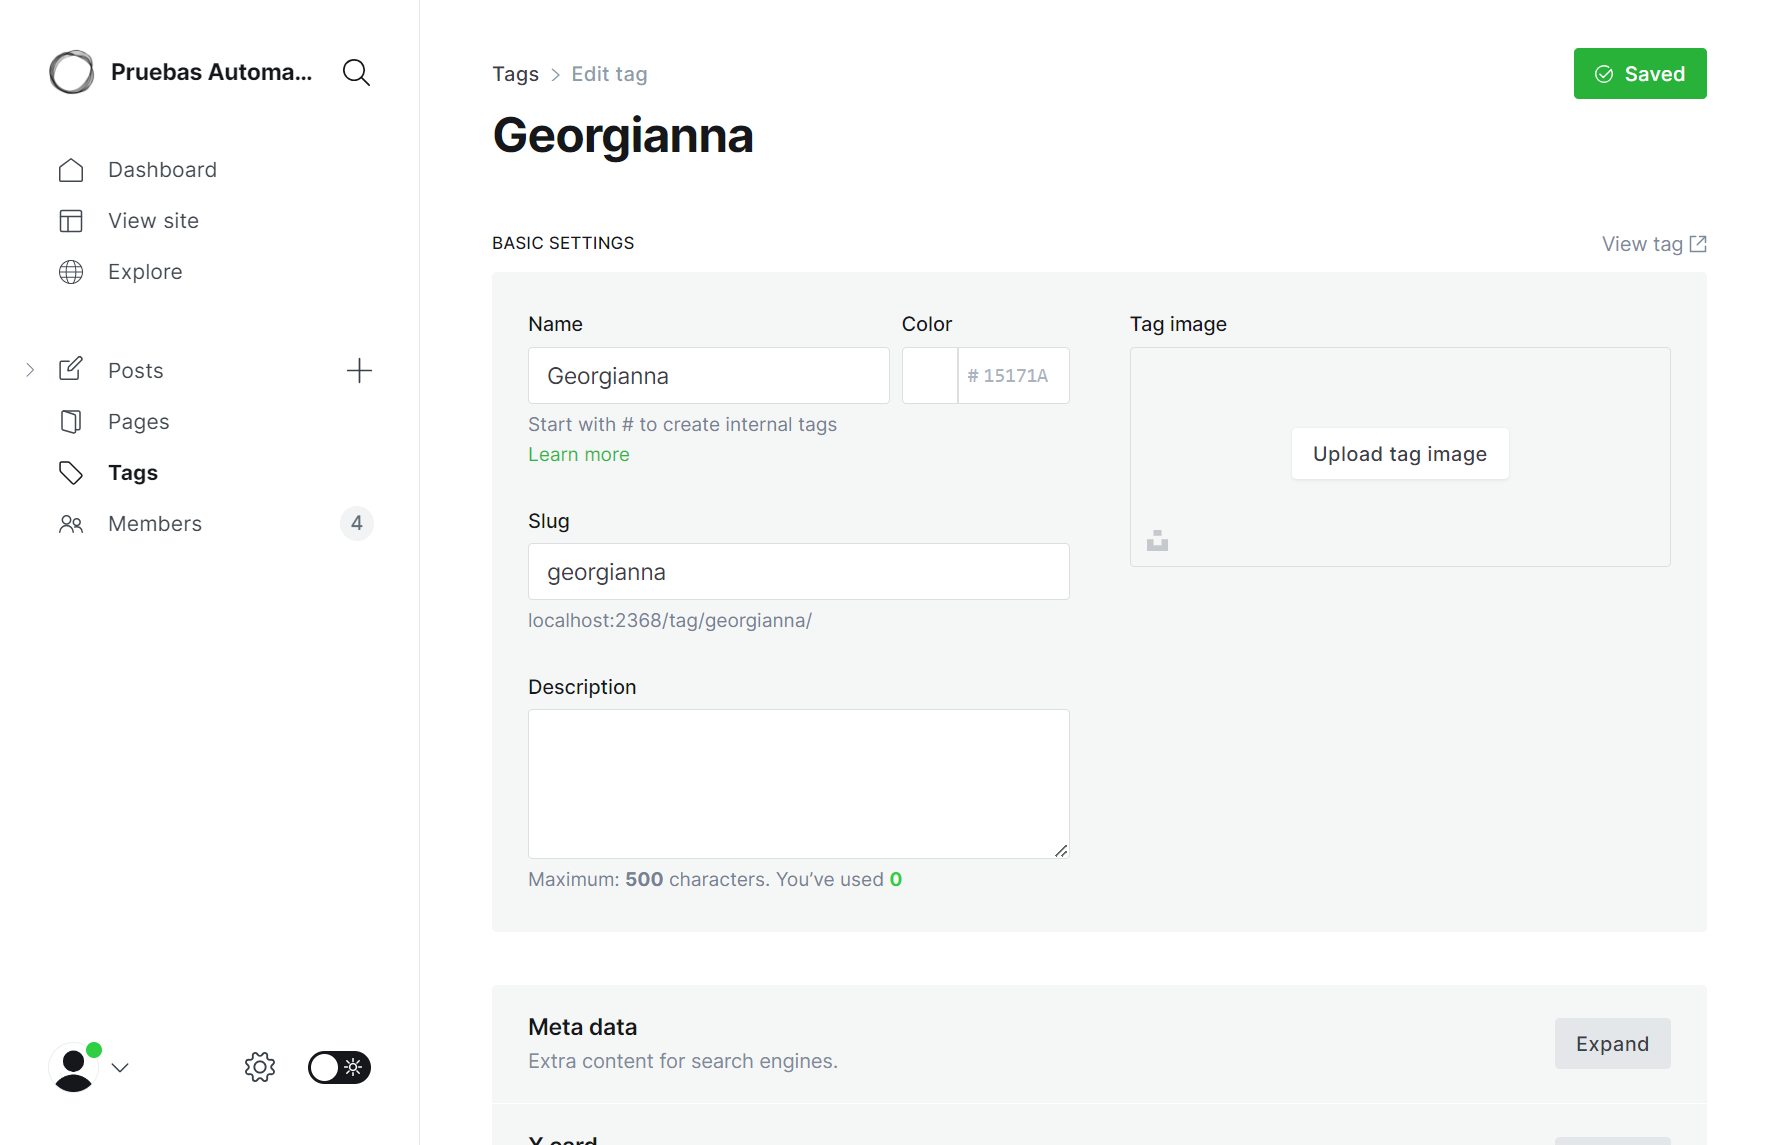 Pruebas Automa...
Dashboard
View site
Explore
Posts
Pages
Tags
Members
4
Tags > Edit tag
Saved
Georgianna
BASIC SETTINGS
View tag
Name
Georgianna
Start with # to create internal tags
Learn more
Color
# 15171A
Slug
georgianna
localhost:2368/tag/georgianna/
Description
Maximum: 500 characters. You’ve used 0
Tag image
Upload tag image
Meta data
Extra content for search engines.
Expand
X card